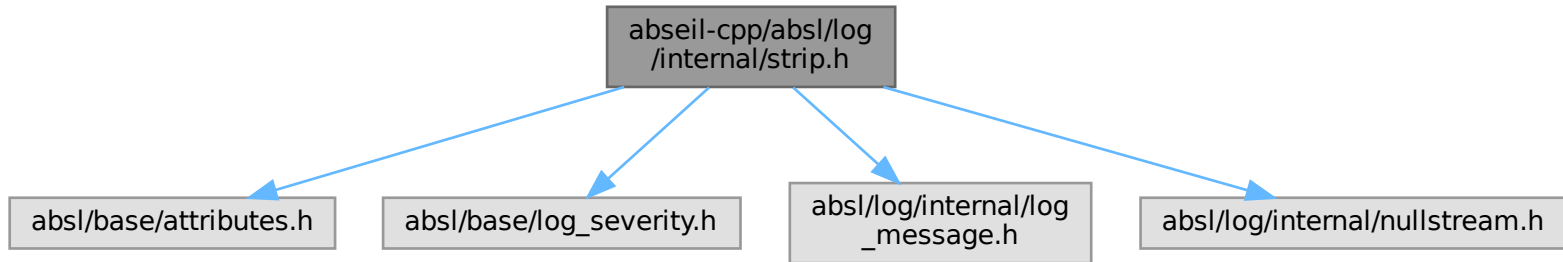 abseil-cpp/absl/log
/internal/strip.h
absl/base/attributes.h
absl/base/log_severity.h
absl/log/internal/log
_message.h
absl/log/internal/nullstream.h